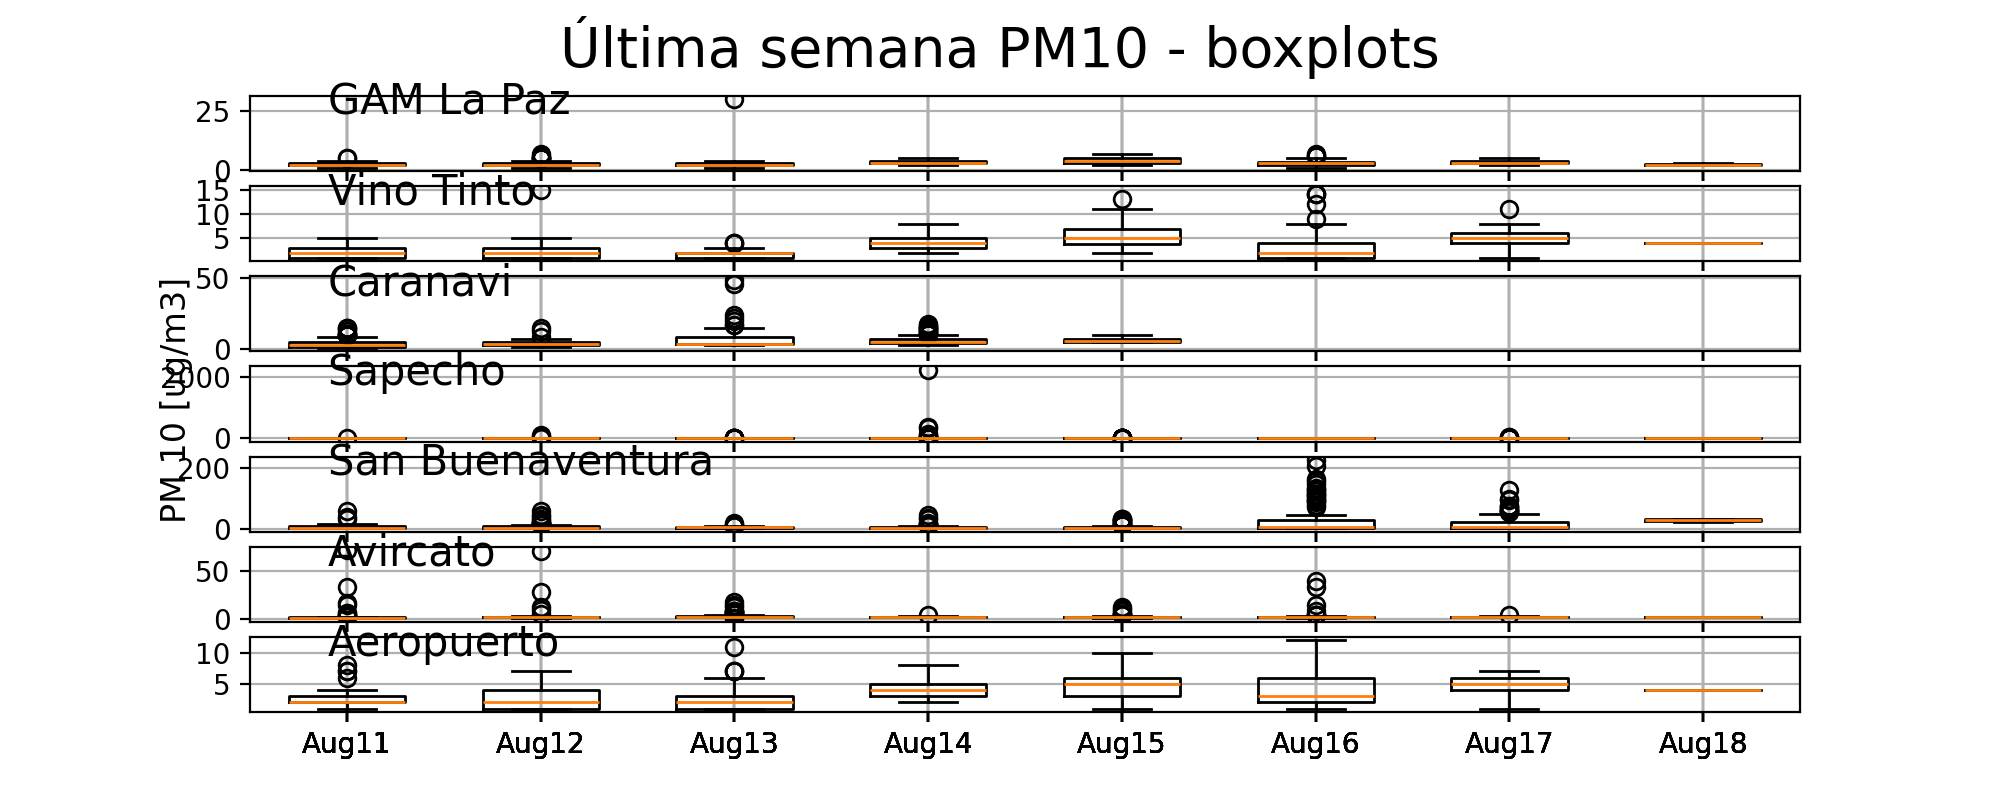 Última semana PM10 - boxplots
GAM La Paz
25
0
Vino Tinto
15
10
5
Caranavi
50
0
PM 10 [ug/m3]
Sapecho
2000
0
San Buenaventura
200
0
Avircato
50
0
Aeropuerto
10
5
Aug11 Aug12 Aug13 Aug14 Aug15 Aug16 Aug17 Aug18